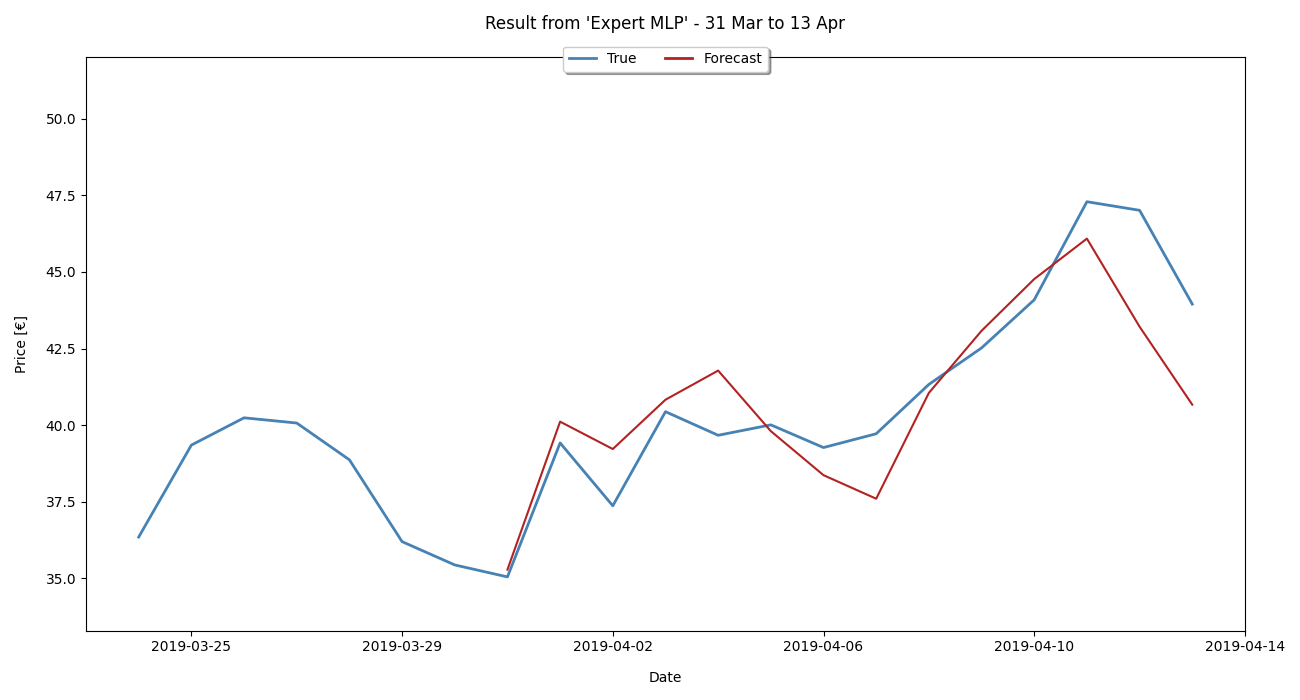 Result from 'Expert MLP' - 31 Mar to 13 Apr
True Forecast
50.0
47.5
45.0
42.5
40.0
37.5
35.0
Price [€]
2019-03-25 2019-03-29 2019-04-02 2019-04-06 2019-04-10 2019-04-14
Date